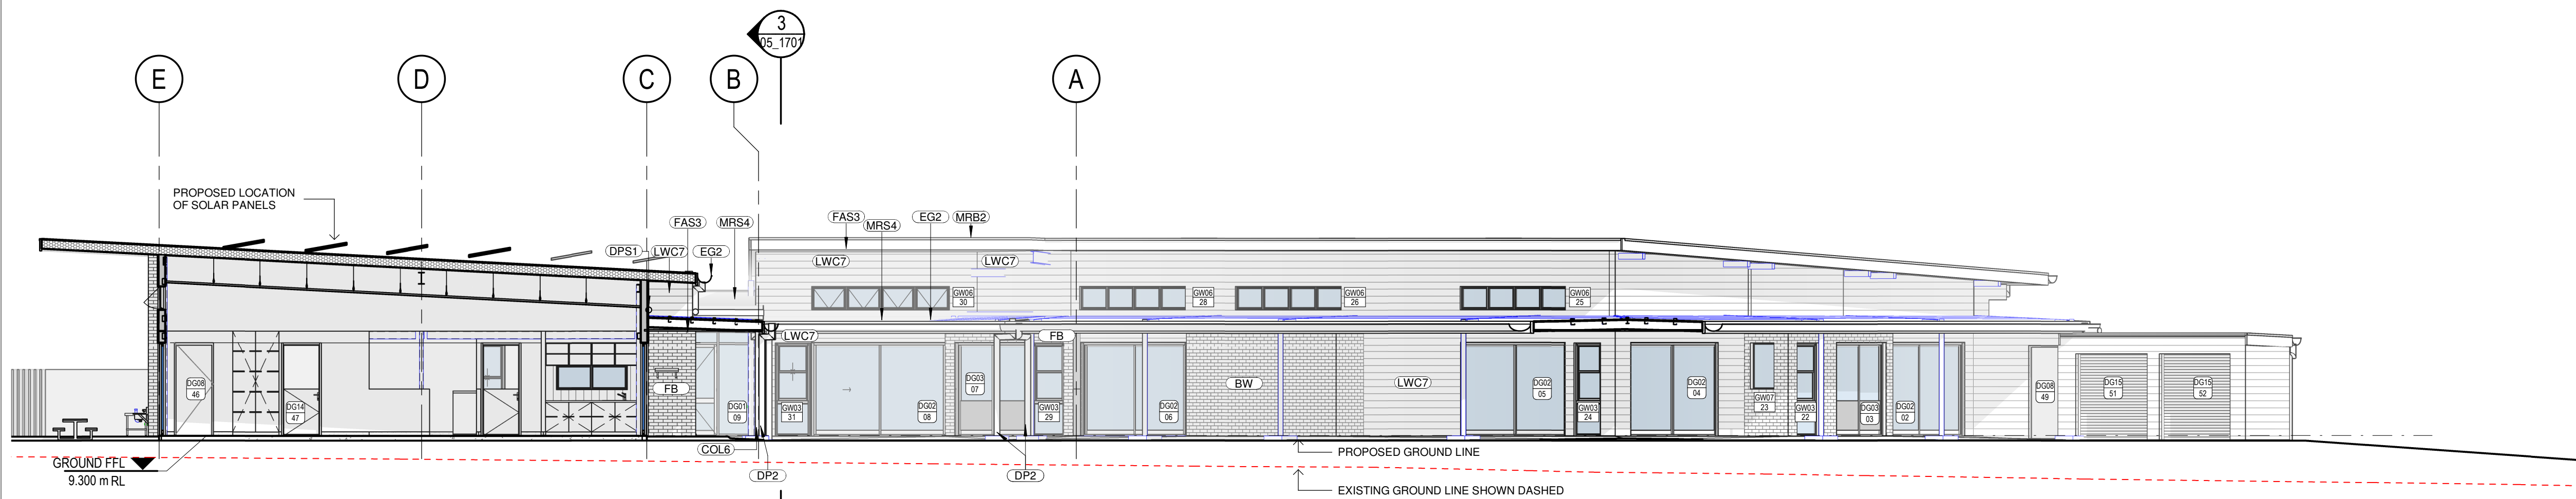 3
05_1701
E
D
C
B
A
PROPOSED LOCATION
OF SOLAR PANELS
FAS3
MRS4
FAS3
MRS4
EG2
MRB2
DPS1
LWC7
EG2
LWC7
LWC7
GW06
30
GW06
28
GW06
26
GW06
25
LWC7
FB
DG08
46
DG14
47
FB
DG01
09
GW03
31
DG02
08
DG03
07
GW03
29
DG02
06
BW
LWC7
DG02
05
GW03
24
DG02
04
GW07
23
GW03
22
DG03
03
DG02
02
DG08
49
DG15
51
DG15
52
COL6
DP2
DP2
PROPOSED GROUND LINE
GROUND FFL
9.300 m RL
EXISTING GROUND LINE SHOWN DASHED